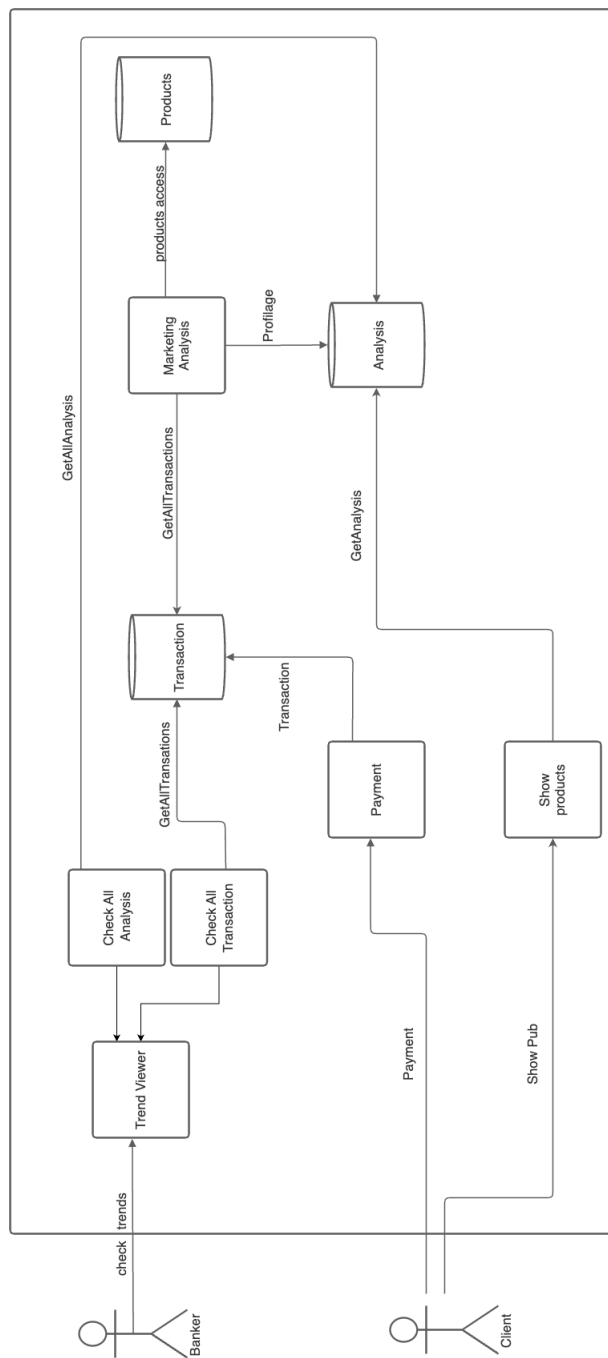 Banker
Client
check
trends
Payment
Show Pub
Trend Viewer
Check All
Analysis
Check All
Transaction
Payment
Show
products
GetAllTransations
Transaction
Transaction
GetAllAnalysis
GetAllTransactions
GetAnalysis
Marketing
Analysis
Profilage
Analysis
products access
Products